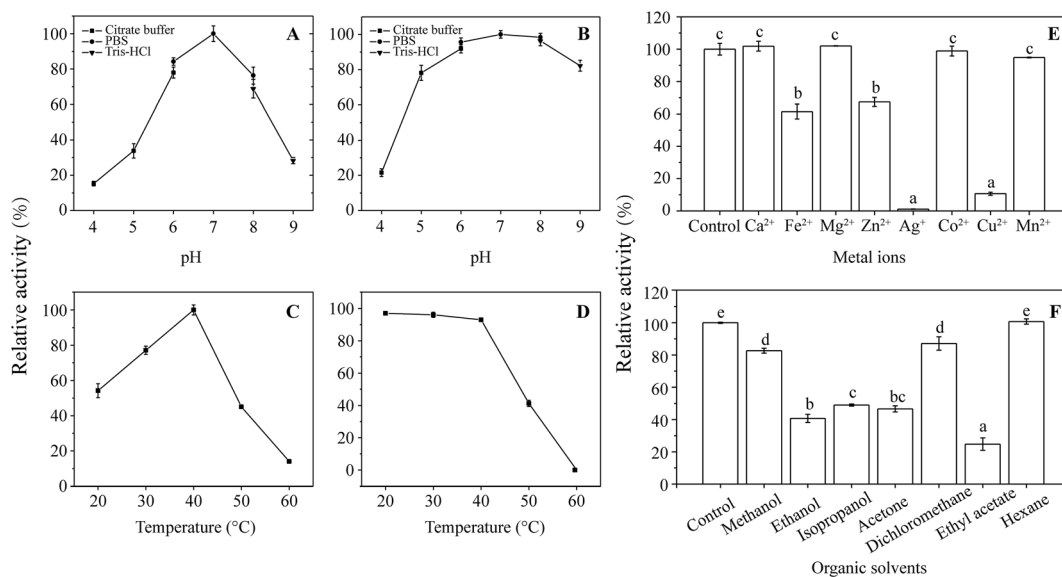 Relative activity (%)
Citrate buffer
PBS
Tris-HCl
A
100
80
60
40
20
0
4 5 6 7 8 9
pH
Citrate buffer
PBS
Tris-HCl
B
100
80
60
40
20
0
4 5 6 7 8 9
pH
C
100
80
60
40
20
0
20 30 40 50 60
Temperature (°C)
D
100
90
80
70
60
50
40
30
20
10
0
20 30 40 50 60
Temperature (°C)
Relative activity (%)
E
120
100
80
60
40
20
0
c c b c b a c a c
Control Ca²⁺ Fe²⁺ Mg²⁺ Zn²⁺ Ag⁺ Co²⁺ Cu²⁺ Mn²⁺
Metal ions
F
120
100
80
60
40
20
0
e d b c bc d a e
Control Methanol Ethanol Isopropanol Acetone Dichloromethane Ethyl acetate Hexane
Organic solvents